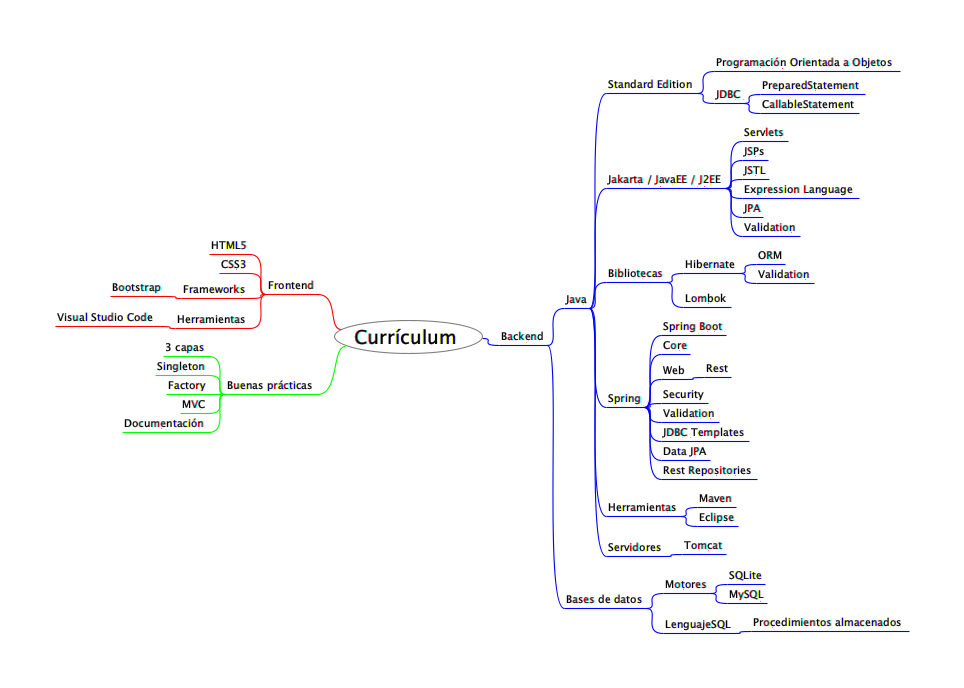 Currículum
Frontend
HTML5
CSS3
Frameworks
Bootstrap
Herramientas
Visual Studio Code
Buenas prácticas
3 capas
Singleton
Factory
MVC
Documentación
Backend
Java
Standard Edition
Programación Orientada a Objetos
JDBC
PreparedStatement
CallableStatement
Jakarta / JavaEE / J2EE
Servlets
JSPs
JSTL
Expression Language
JPA
Validation
Bibliotecas
Hibernate
ORM
Validation
Lombok
Spring
Spring Boot
Core
Web
Rest
Security
Validation
JDBC Templates
Data JPA
Rest Repositories
Herramientas
Maven
Eclipse
Servidores
Tomcat
Bases de datos
Motores
SQLite
MySQL
LenguajeSQL
Procedimientos almacenados